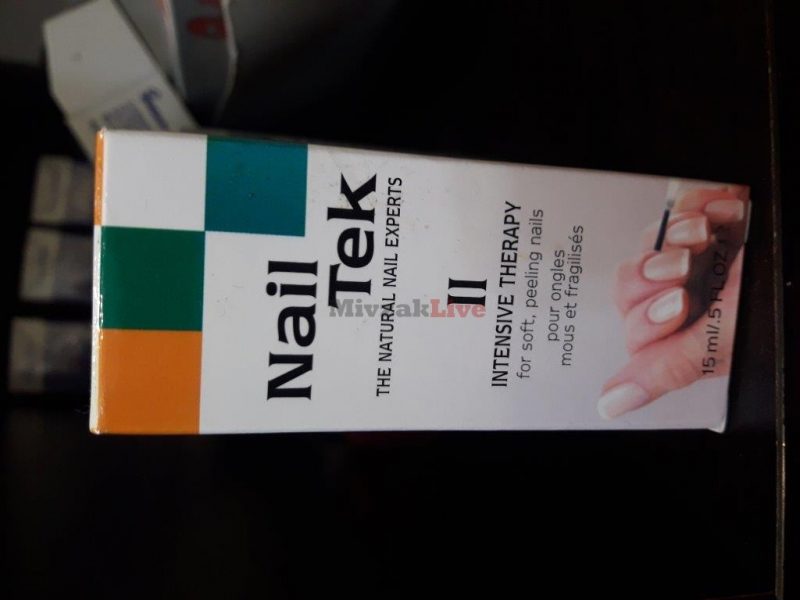 Nail
Tek
THE NATURAL NAIL EXPERTS
II
INTENSIVE THERAPY
for soft, peeling nails
pour ongles
mous et fragilisés
15 ml/.5 FL OZ
MivzakLive